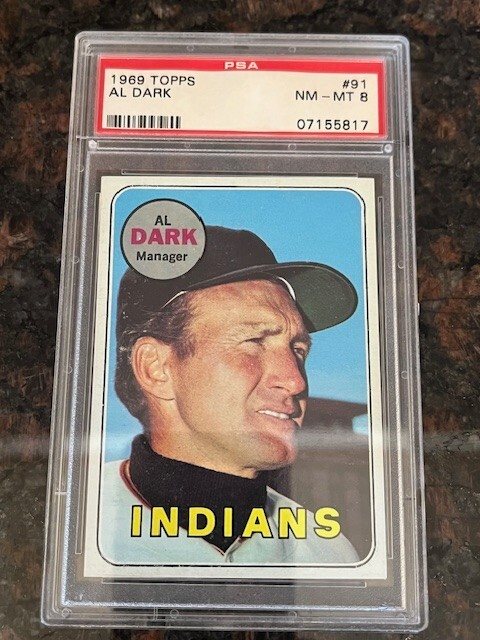 PSA
1969 TOPPS #91
AL DARK NM - MT 8
07155817
AL
DARK
Manager
INDIANS